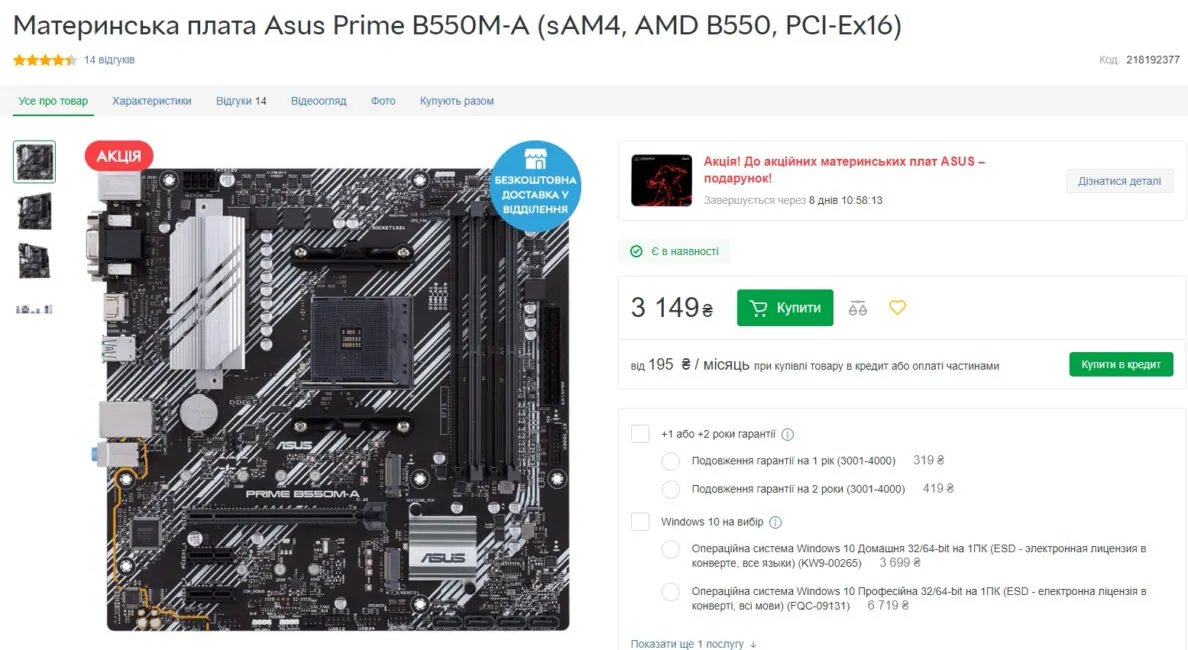 Материнська плата Asus Prime B550M-A (sAM4, AMD B550, PCI-Ex16)
14 відгуків
Код: 218192377
Усе про товар
Характеристики
Відгуки 14
Відеоогляд
Фото
Купують разом
АКЦІЯ
БЕЗКОШТОВНА
ДОСТАВКА У
ВІДДІЛЕННЯ
SOCKET1331
ASUS
PRIME B550M-A
ASUS
Акція! До акційних материнських плат ASUS –
подарунок!
Завершується через 8 днів 10:58:13
Дізнатися деталі
Є в наявності
3 149 ₴
Купити
від 195 ₴ / місяць при купівлі товару в кредит або оплаті частинами
Купити в кредит
+1 або +2 роки гарантії
Подовження гарантії на 1 рік (3001-4000) 319 ₴
Подовження гарантії на 2 роки (3001-4000) 419 ₴
Windows 10 на вибір
Операційна система Windows 10 Домашня 32/64-bit на 1ПК (ESD - электронная лицензия в
конверте, все языки) (KW9-00265) 3 699 ₴
Операційна система Windows 10 Професійна 32/64-bit на 1ПК (ESD - електронна ліцензія в
конверті, всі мови) (FQC-09131) 6 719 ₴
Показати ще 1 послугу ↓